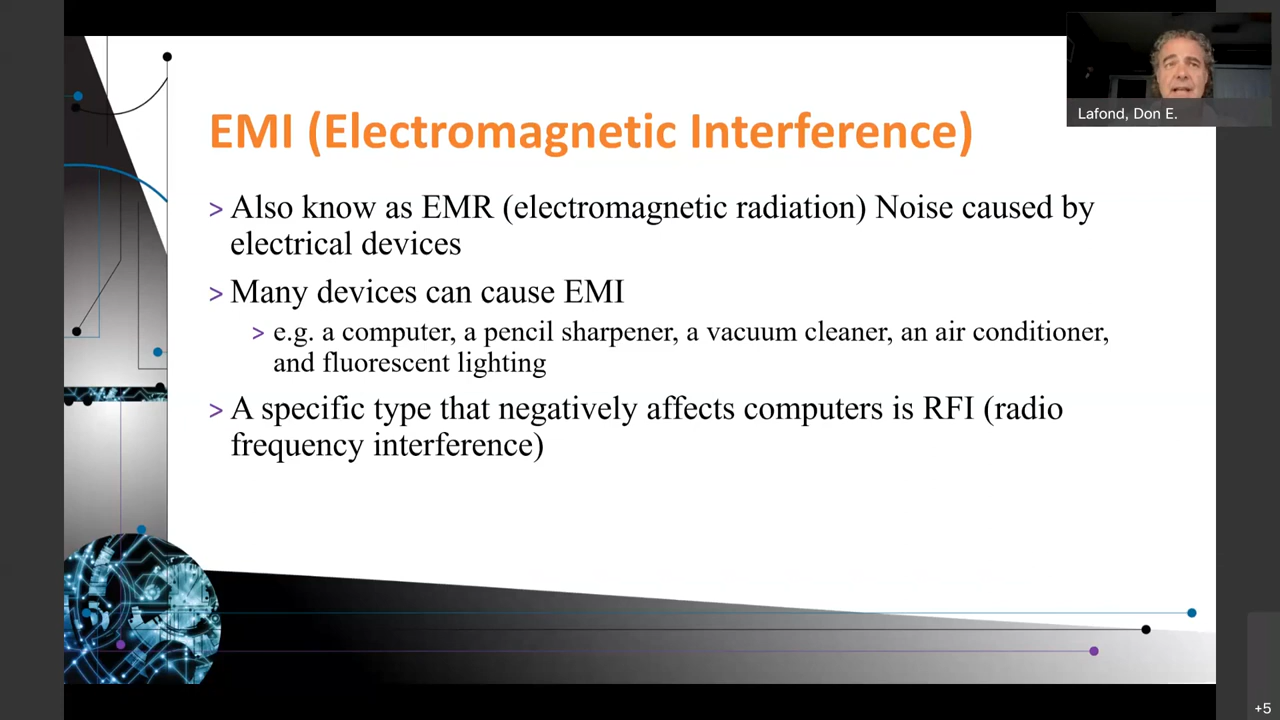 EMI (Electromagnetic Interference)
Lafond, Don E.
> Also know as EMR (electromagnetic radiation) Noise caused by
electrical devices
> Many devices can cause EMI
> e.g. a computer, a pencil sharpener, a vacuum cleaner, an air conditioner,
and fluorescent lighting
> A specific type that negatively affects computers is RFI (radio
frequency interference)
+5